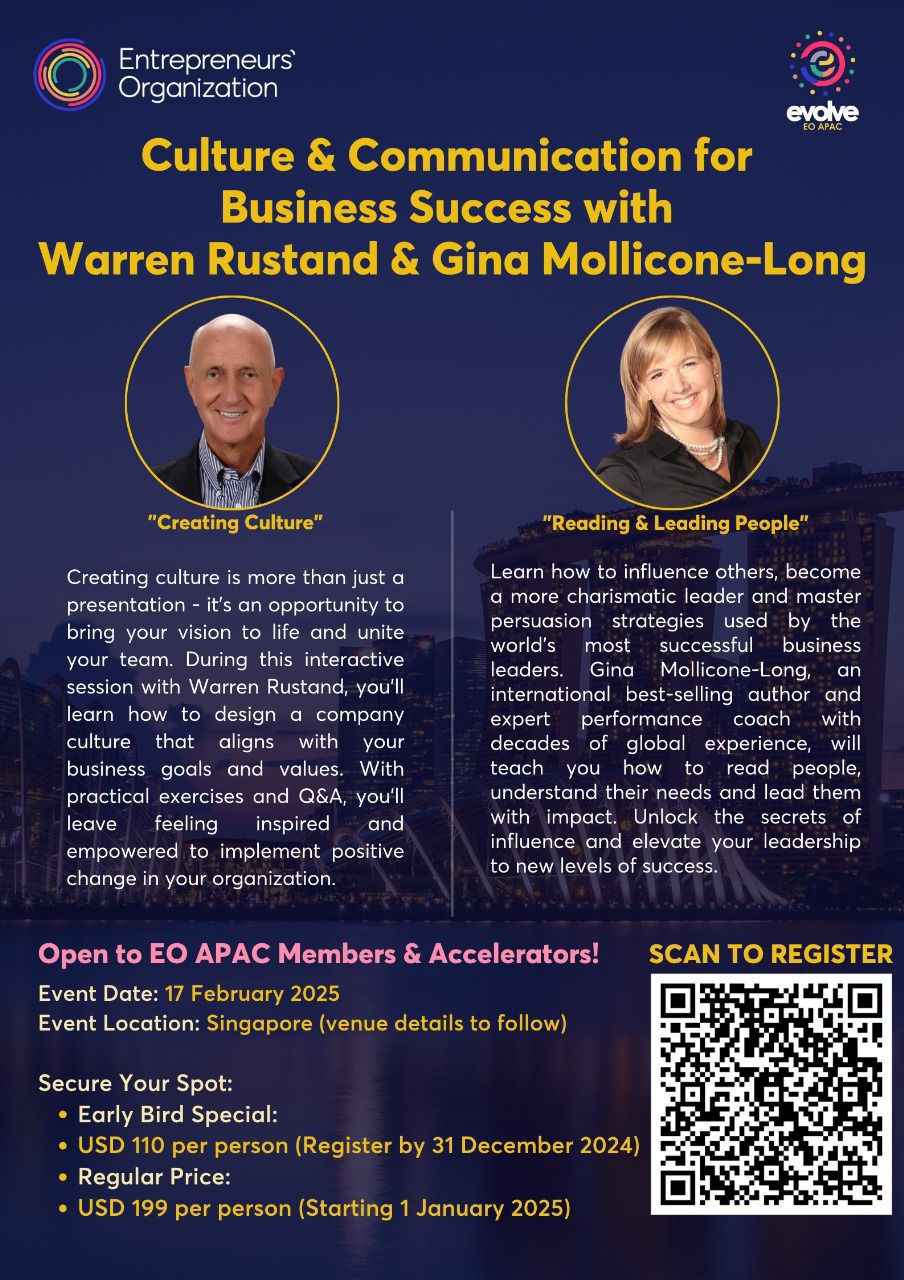 Entrepreneurs'
Organization
evolve
EO APAC
Culture & Communication for
Business Success with
Warren Rustand & Gina Mollicone-Long
"Creating Culture"
Creating culture is more than just a
presentation - it's an opportunity to
bring your vision to life and unite
your team. During this interactive
session with Warren Rustand, you'll
learn how to design a company
culture that aligns with your
business goals and values. With
practical exercises and Q&A, you'll
leave feeling inspired and
empowered to implement positive
change in your organization.
"Reading & Leading People"
Learn how to influence others, become
a more charismatic leader and master
persuasion strategies used by the
world's most successful business
leaders. Gina Mollicone-Long, an
international best-selling author and
expert performance coach with
decades of global experience, will
teach you how to read people,
understand their needs and lead them
with impact. Unlock the secrets of
influence and elevate your leadership
to new levels of success.
Open to EO APAC Members & Accelerators!
Event Date: 17 February 2025
Event Location: Singapore (venue details to follow)
Secure Your Spot:
• Early Bird Special:
• USD 110 per person (Register by 31 December 2024)
• Regular Price:
• USD 199 per person (Starting 1 January 2025)
SCAN TO REGISTER